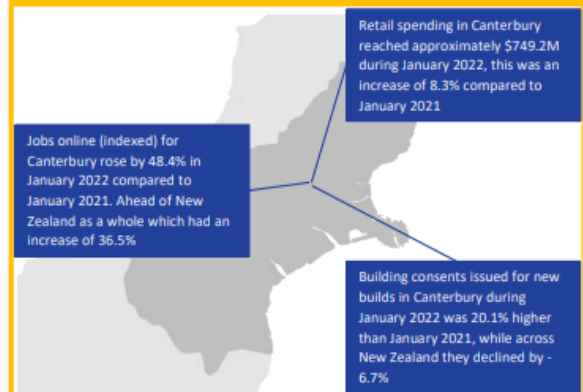 Retail spending in Canterbury
reached approximately $749.2M
during January 2022, this was an
increase of 8.3% compared to
January 2021
Jobs online (indexed) for
Canterbury rose by 48.4% in
January 2022 compared to
January 2021. Ahead of New
Zealand as a whole which had an
increase of 36.5%
Building consents issued for new
builds in Canterbury during
January 2022 was 20.1% higher
than January 2021, while across
New Zealand they declined by -
6.7%